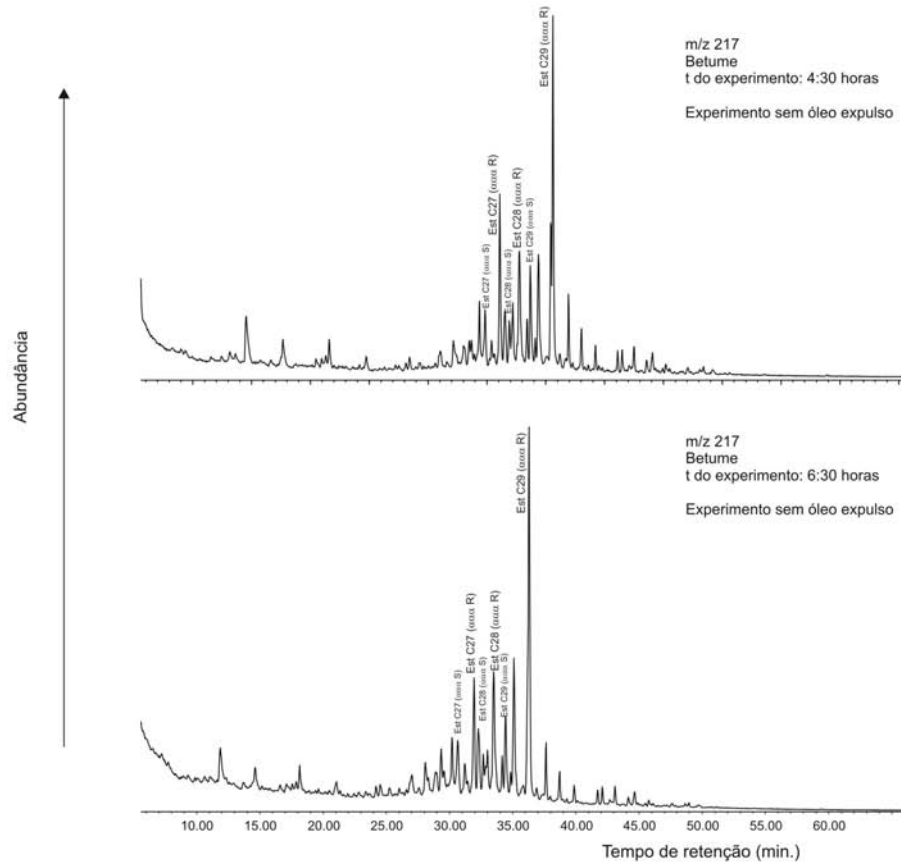 m/z 217
Betume
t do experimento: 4:30 horas
Experimento sem óleo expulso
Est C27 (ααα S)
Est C27 (ααα R)
Est C28 (ααα S)
Est C28 (ααα R)
Est C29 (ααα S)
Est C29 (ααα R)
Abundância
m/z 217
Betume
t do experimento: 6:30 horas
Experimento sem óleo expulso
Est C27 (ααα S)
Est C27 (ααα R)
Est C28 (ααα S)
Est C28 (ααα R)
Est C29 (ααα S)
Est C29 (ααα R)
10.00 15.00 20.00 25.00 30.00 35.00 40.00 45.00 50.00 55.00 60.00
Tempo de retenção (min.)